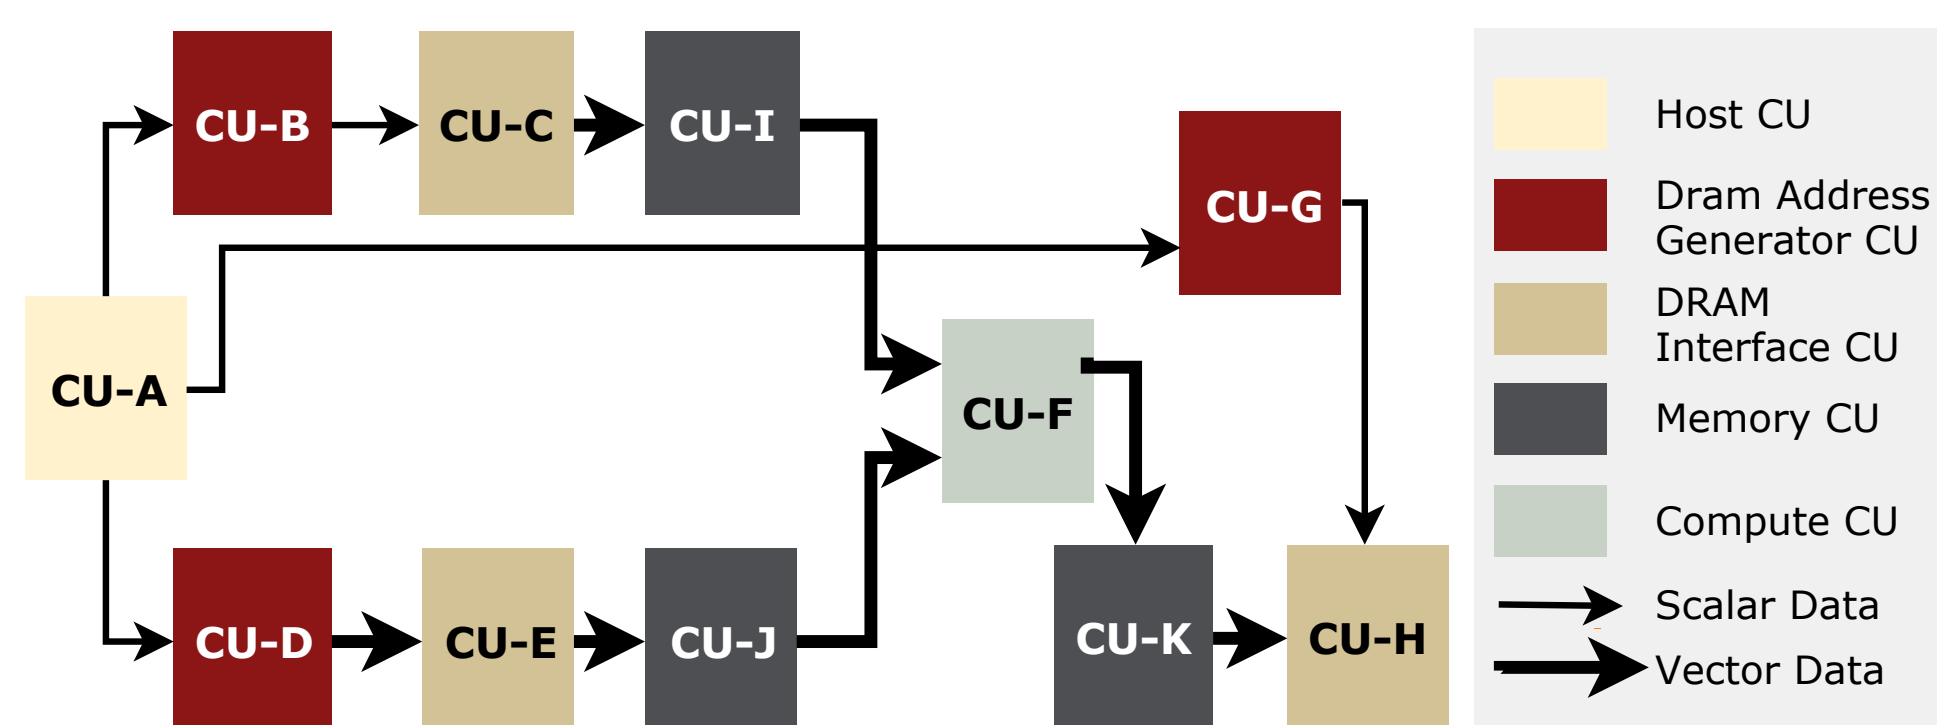 CU-B
CU-C
CU-I
CU-G
CU-A
CU-F
CU-D
CU-E
CU-J
CU-K
CU-H
Host CU
Dram Address
Generator CU
DRAM
Interface CU
Memory CU
Compute CU
Scalar Data
Vector Data